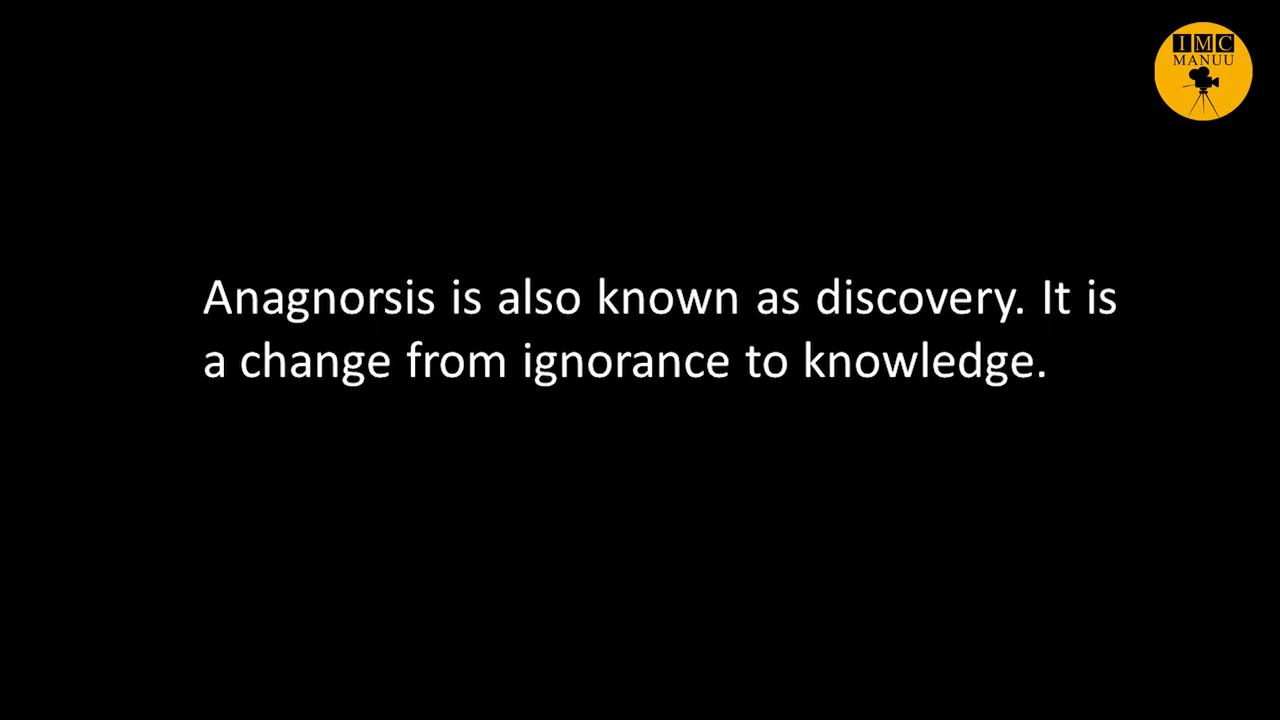 IMC
MANUU
Anagnorsis is also known as discovery. It is
a change from ignorance to knowledge.